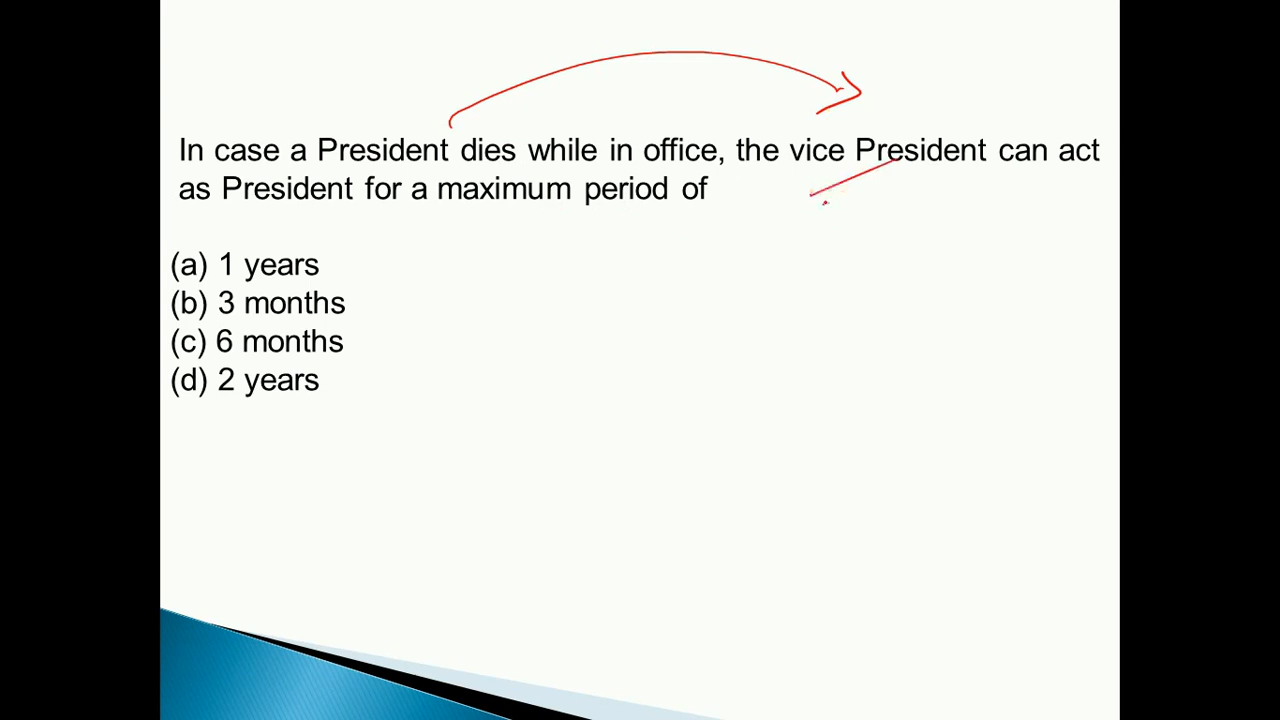 In case a President dies while in office, the vice President can act
as President for a maximum period of
(a) 1 years
(b) 3 months
(c) 6 months
(d) 2 years